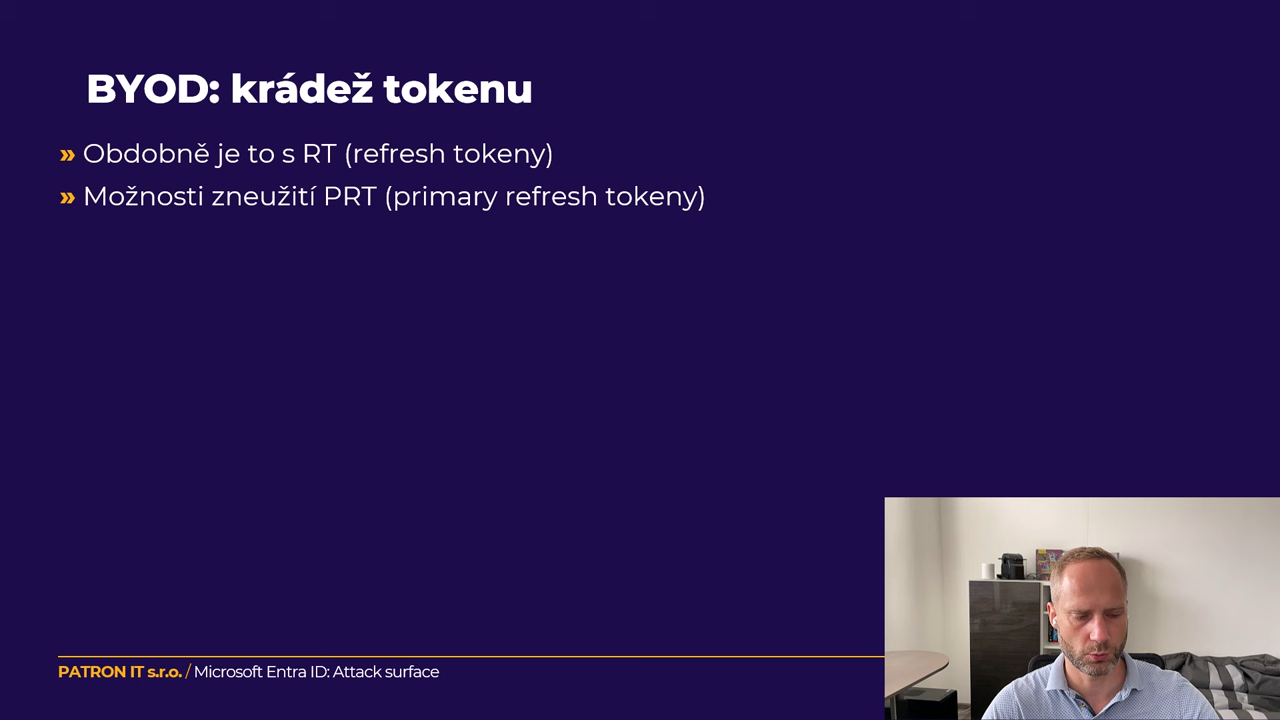 BYOD: krádež tokenu
» Obdobně je to s RT (refresh tokeny)
» Možnosti zneužití PRT (primary refresh tokeny)
PATRON IT s.r.o. / Microsoft Entra ID: Attack surface